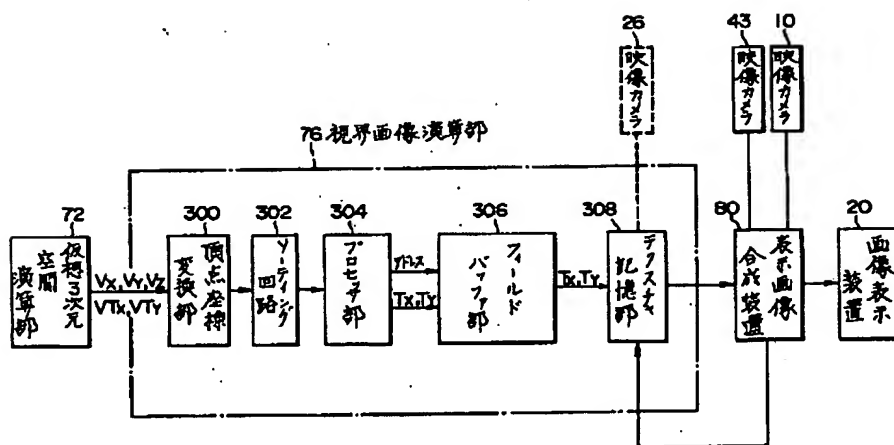 26
43
10
映像カメラ
映像カメラ
映像カメラ
76 視界画像演算部
72
300
302
304
306
308
80
20
仮想3次元
空間
演算部
VX,VY,VZ
VTX,VTY
頂点座標
変換部
ソーティング
回路
プロセッサ部
アドレス
TX,TY
フィールド
バッファ部
TX,TY
テクスチャ
記憶部
表示画像
合成装置
画像表示
装置